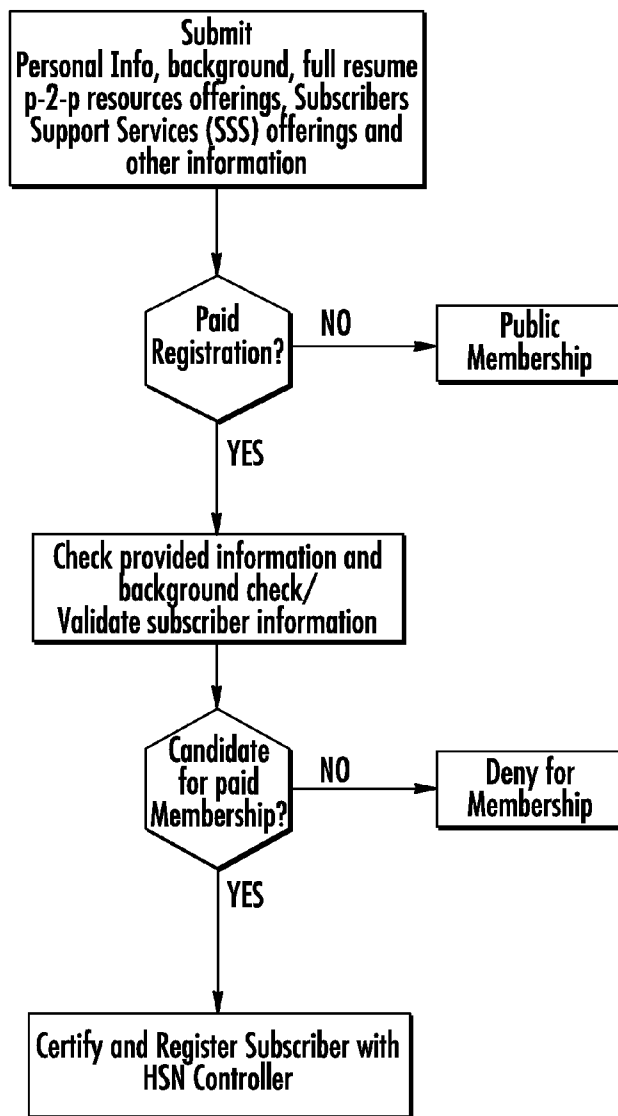 Submit
Personal Info, background, full resume
p-2-p resources offerings, Subscribers
Support Services (SSS) offerings and
other information
Paid
Registration?
NO
Public
Membership
YES
Check provided information and
background check/
Validate subscriber information
Candidate
for paid
Membership?
NO
Deny for
Membership
YES
Certify and Register Subscriber with
HSN Controller